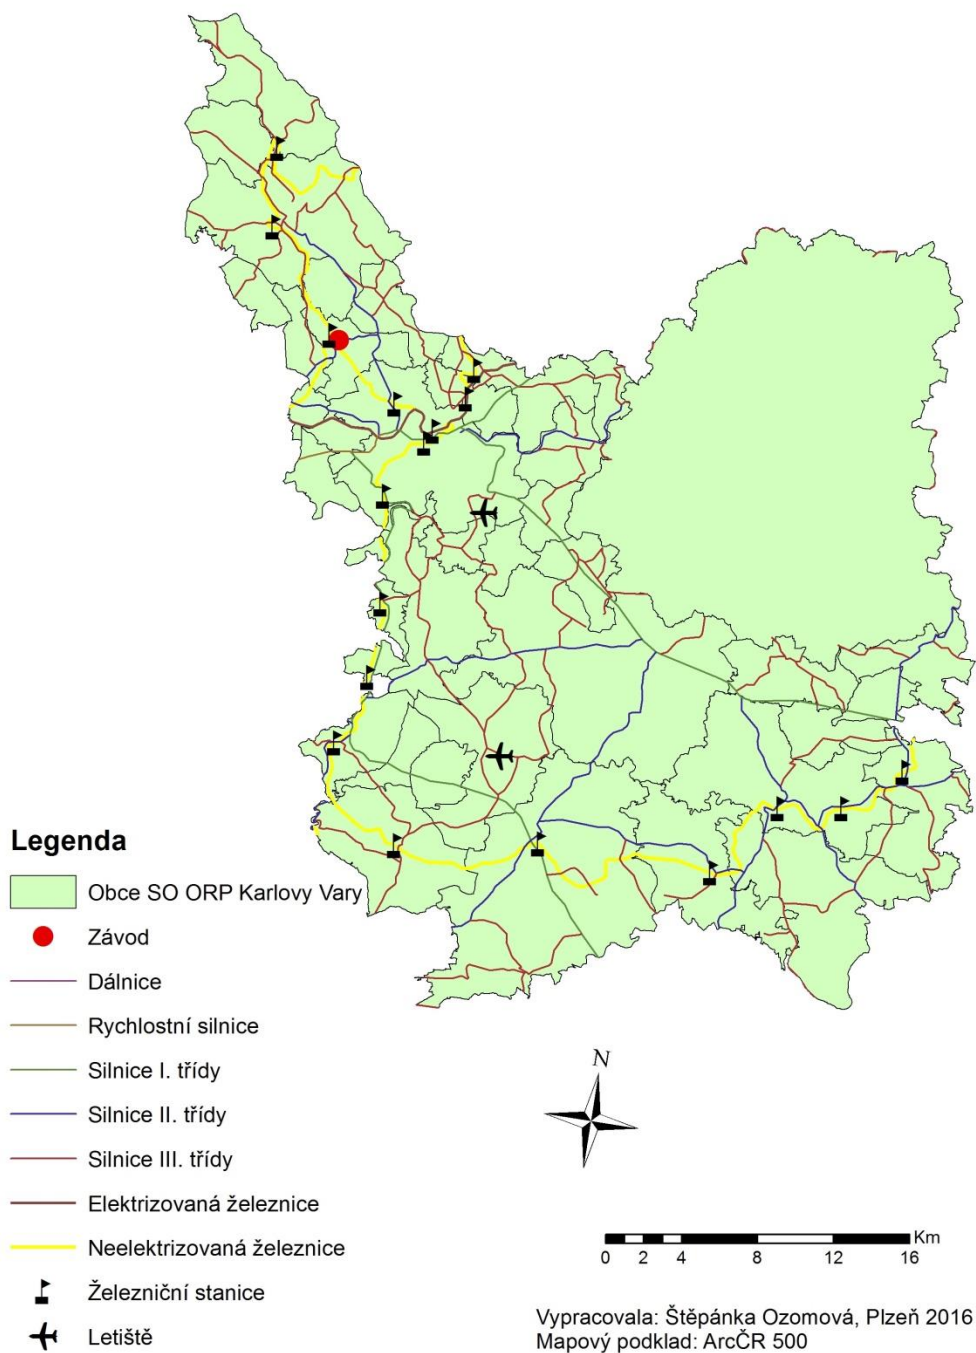 Legenda
Obce SO ORP Karlovy Vary
Závod
Dálnice
Rychlostní silnice
Silnice I. třídy
Silnice II. třídy
Silnice III. třídy
Elektrizovaná železnice
Neelektrizovaná železnice
Železniční stanice
Letiště
N
Km
0 2 4 8 12 16
Vypracovala: Štěpánka Ozomová, Plzeň 2016
Mapový podklad: ArcČR 500